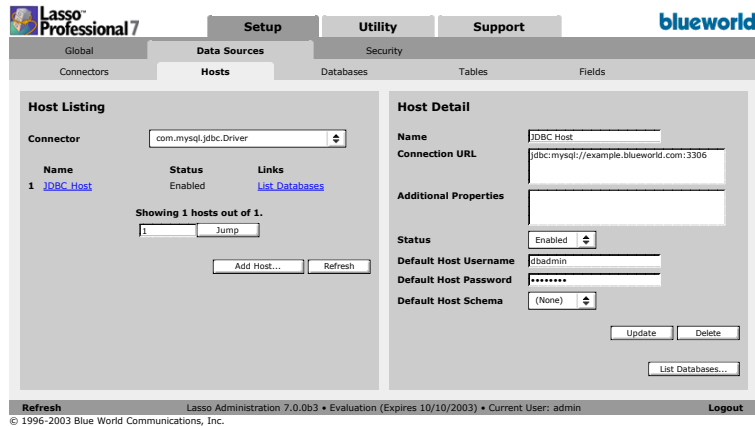 Lasso™
Professional 7
Setup
Utility
Support
blueworld
Global
Data Sources
Security
Connectors
Hosts
Databases
Tables
Fields
Host Listing
Connector com.mysql.jdbc.Driver
Name Status Links
1 JDBC Host Enabled List Databases
Showing 1 hosts out of 1.
1 Jump
Add Host... Refresh
Host Detail
Name JDBC Host
Connection URL jdbc:mysql://example.blueworld.com:3306
Additional Properties
Status Enabled
Default Host Username dbadmin
Default Host Password ••••••••
Default Host Schema (None)
Update Delete
List Databases...
Refresh Lasso Administration 7.0.0b3 • Evaluation (Expires 10/10/2003) • Current User: admin Logout
© 1996-2003 Blue World Communications, Inc.